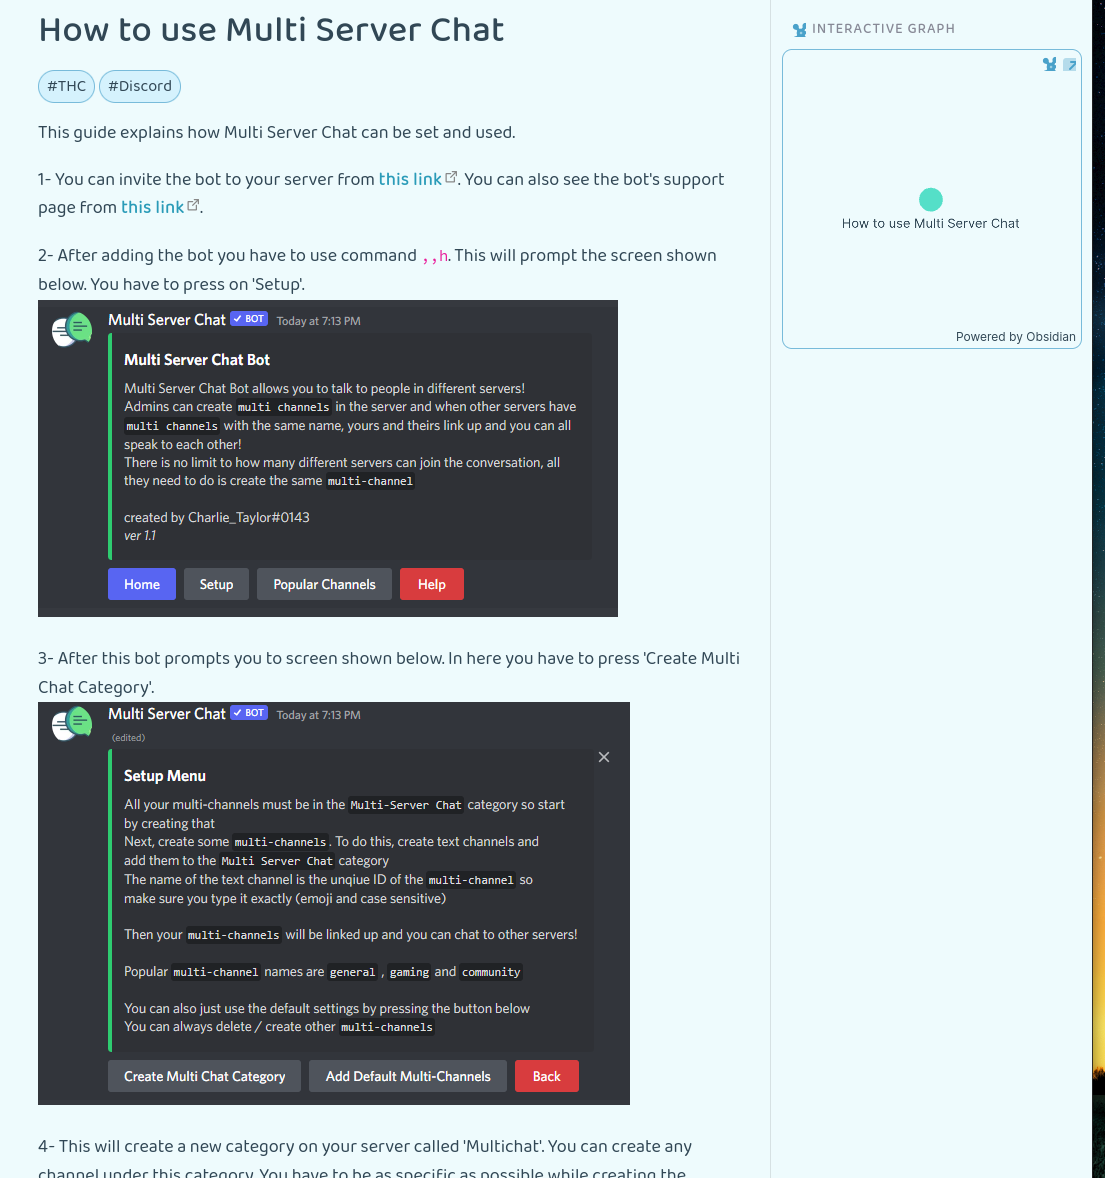 How to use Multi Server Chat
#THC #Discord
This guide explains how Multi Server Chat can be set and used.
1- You can invite the bot to your server from this link. You can also see the bot's support
page from this link.
2- After adding the bot you have to use command ,,h. This will prompt the screen shown
below. You have to press on 'Setup'.
Multi Server Chat BOT Today at 7:13 PM
Multi Server Chat Bot
Multi Server Chat Bot allows you to talk to people in different servers!
Admins can create multi channels in the server and when other servers have
multi channels with the same name, yours and theirs link up and you can all
speak to each other!
There is no limit to how many different servers can join the conversation, all
they need to do is create the same multi-channel
created by Charlie_Taylor#0143
ver 1.1
Home Setup Popular Channels Help
3- After this bot prompts you to screen shown below. In here you have to press 'Create Multi
Chat Category'.
Multi Server Chat BOT Today at 7:13 PM
(edited)
Setup Menu
All your multi-channels must be in the Multi-Server Chat category so start
by creating that
Next, create some multi-channels. To do this, create text channels and
add them to the Multi Server Chat category
The name of the text channel is the unqiue ID of the multi-channel so
make sure you type it exactly (emoji and case sensitive)
Then your multi-channels will be linked up and you can chat to other servers!
Popular multi-channel names are general , gaming and community
You can also just use the default settings by pressing the button below
You can always delete / create other multi-channels
Create Multi Chat Category Add Default Multi-Channels Back
4- This will create a new category on your server called 'Multichat'. You can create any
channel under this category. You have to be as specific as possible while creating the
INTERACTIVE GRAPH
How to use Multi Server Chat
Powered by Obsidian